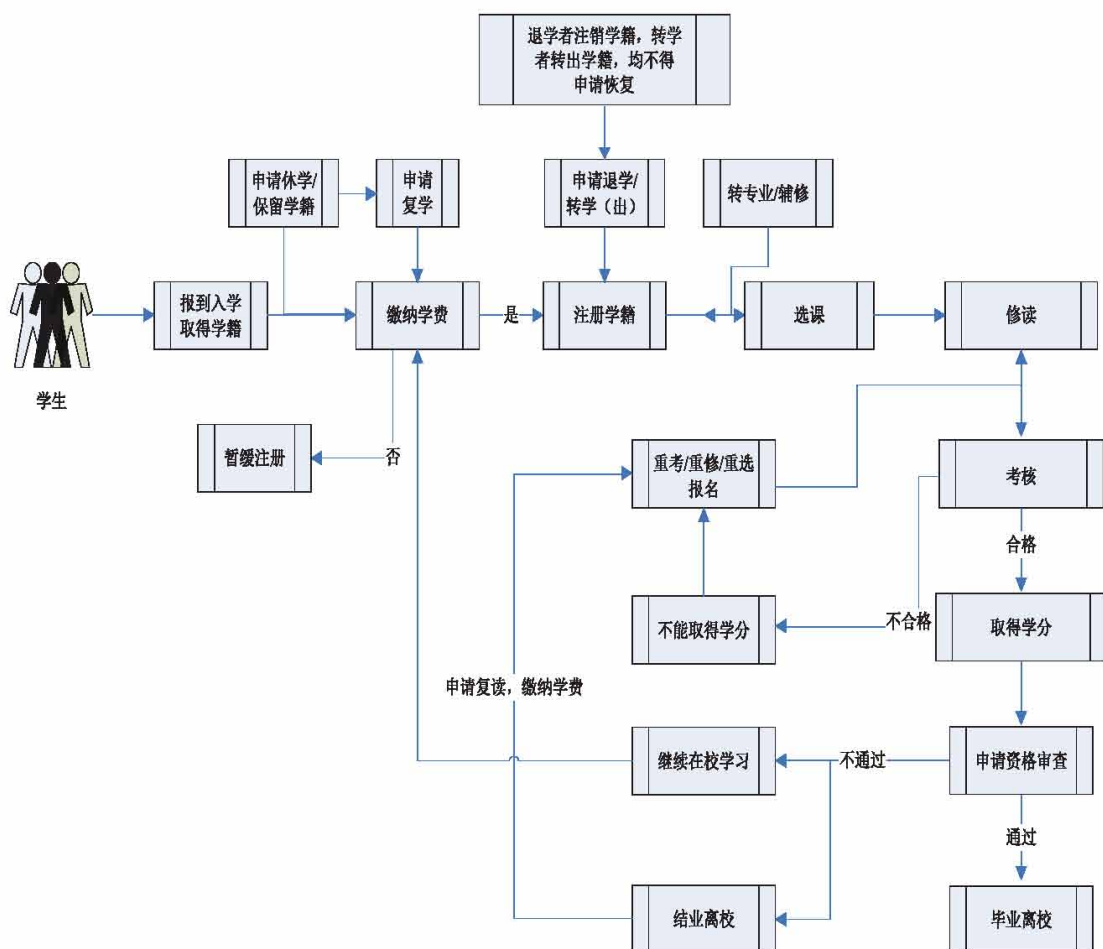 退学者注销学籍，转学
者转出学籍，均不得
申请恢复
申请休学/
保留学籍
申请
复学
申请退学/
转学（出）
转专业/辅修
报到入学
取得学籍
缴纳学费
是
注册学籍
选课
修读
学生
暂缓注册
否
重考/重修/重选
报名
考核
合格
不能取得学分
不合格
取得学分
申请复读，缴纳学费
继续在校学习
不通过
申请资格审查
通过
结业离校
毕业离校